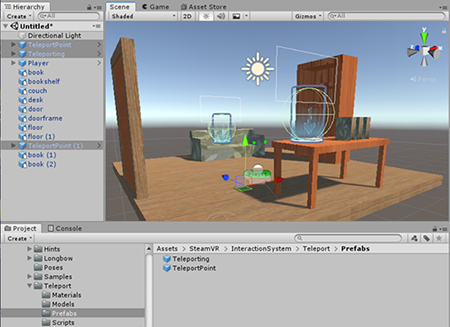 Hierarchy
Create
All
Untitled*
Directional Light
TeleportPoint
Teleporting
Player
book
bookshelf
couch
desk
door
doorframe
floor
floor (1)
TeleportPoint (1)
book (1)
book (2)
Scene
Game
Asset Store
Shaded
2D
Gizmos
All
y
x
z
Persp
Project
Console
Create
Hints
Longbow
Poses
Samples
Teleport
Materials
Models
Prefabs
Scripts
Assets > SteamVR > InteractionSystem > Teleport > Prefabs
Teleporting
TeleportPoint